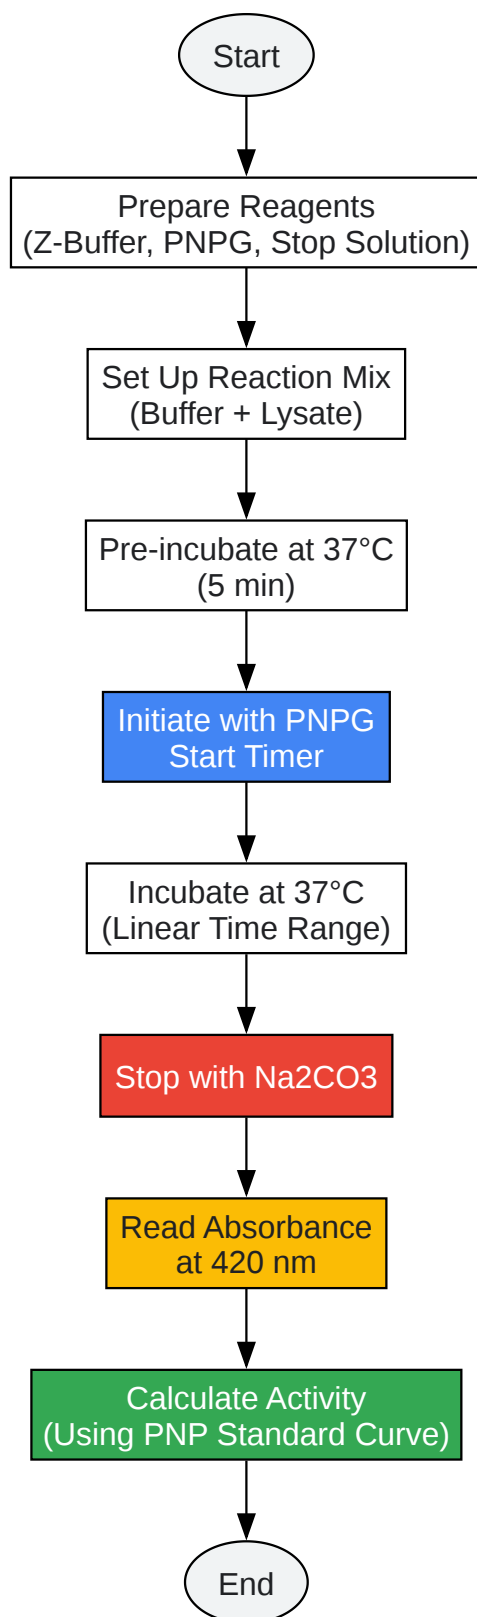 Start
Prepare Reagents
(Z-Buffer, PNPG, Stop Solution)
Set Up Reaction Mix
(Buffer + Lysate)
Pre-incubate at 37°C
(5 min)
Initiate with PNPG
Start Timer
Incubate at 37°C
(Linear Time Range)
Stop with Na2CO3
Read Absorbance
at 420 nm
Calculate Activity
(Using PNP Standard Curve)
End